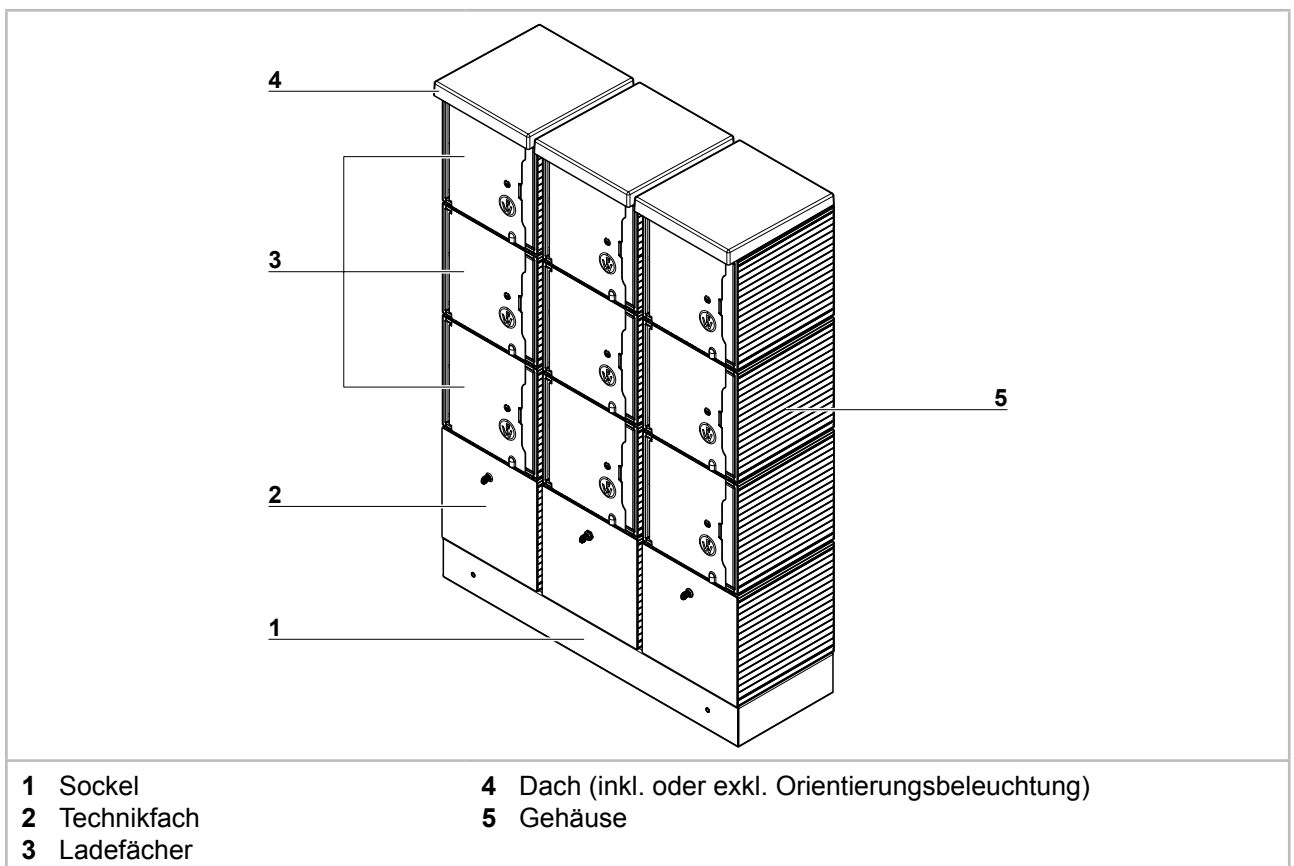 4
3
5
2
1
1 Sockel
2 Technikfach
3 Ladefächer
4 Dach (inkl. oder exkl. Orientierungsbeleuchtung)
5 Gehäuse